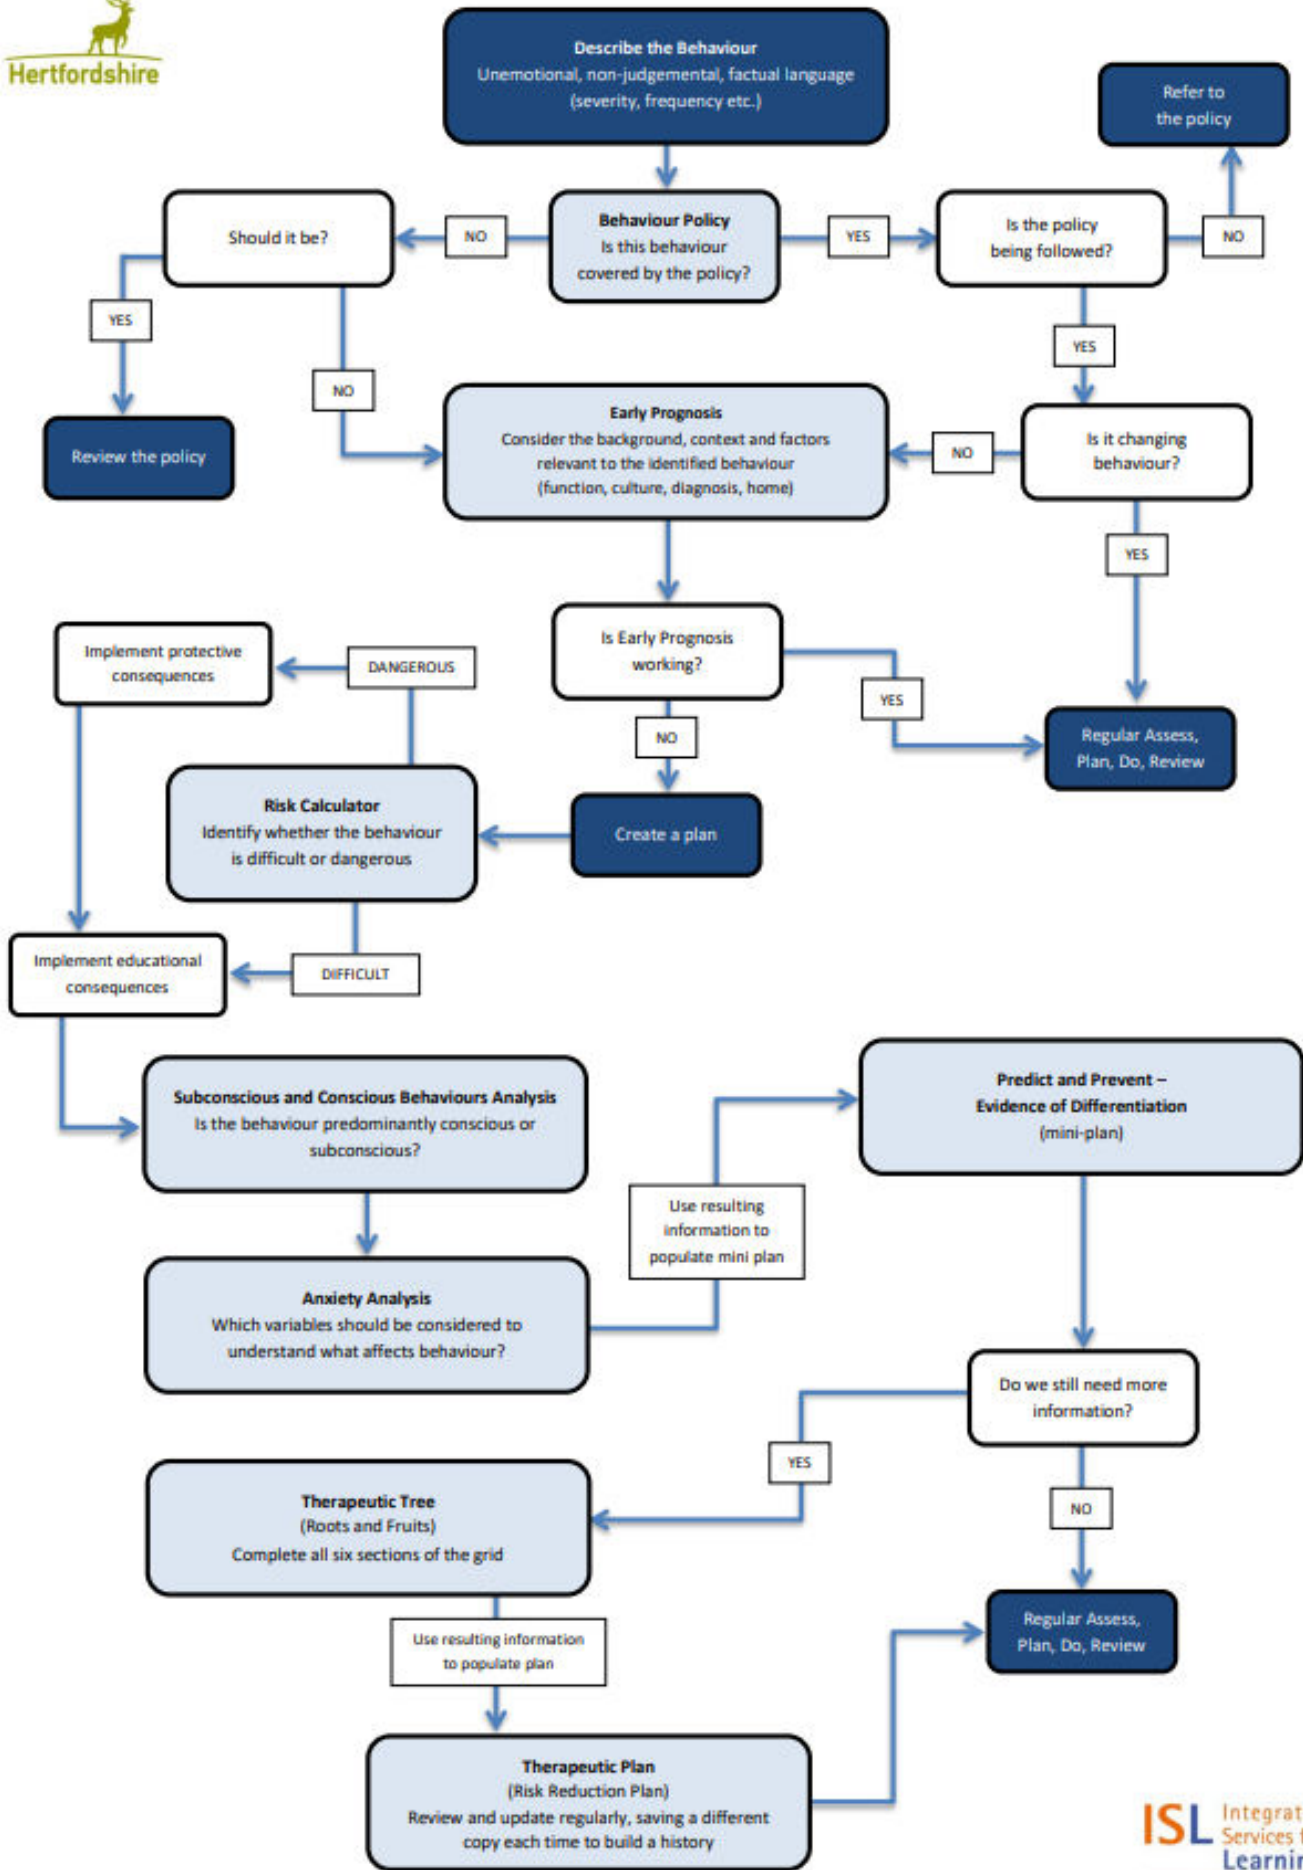 Hertfordshire
Describe the Behaviour
Unemotional, non-judgemental, factual language
(severity, frequency etc.)
Refer to
the policy
Should it be?
NO
Behaviour Policy
Is this behaviour
covered by the policy?
YES
Is the policy
being followed?
NO
YES
YES
NO
Review the policy
Early Prognosis
Consider the background, context and factors
relevant to the identified behaviour
(function, culture, diagnosis, home)
NO
Is it changing
behaviour?
YES
Implement protective
consequences
DANGEROUS
Is Early Prognosis
working?
YES
NO
Regular Assess,
Plan, Do, Review
Risk Calculator
Identify whether the behaviour
is difficult or dangerous
Create a plan
Implement educational
consequences
DIFFICULT
Subconscious and Conscious Behaviours Analysis
Is the behaviour predominantly conscious or
subconscious?
Predict and Prevent –
Evidence of Differentiation
(mini-plan)
Use resulting
information to
populate mini plan
Anxiety Analysis
Which variables should be considered to
understand what affects behaviour?
Do we still need more
information?
YES
NO
Therapeutic Tree
(Roots and Fruits)
Complete all six sections of the grid
Use resulting information
to populate plan
Regular Assess,
Plan, Do, Review
Therapeutic Plan
(Risk Reduction Plan)
Review and update regularly, saving a different
copy each time to build a history
ISL
Services